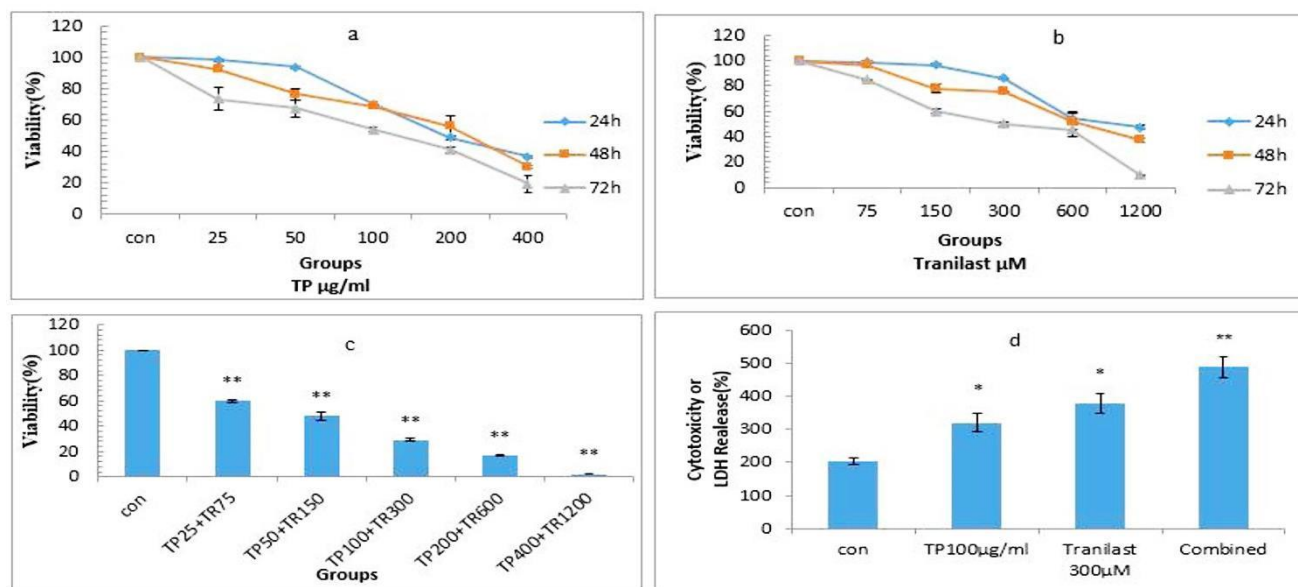 a
Viability(%)
120
100
80
60
40
20
0
con 25 50 100 200 400
Groups
TP µg/ml
24h
48h
72h
b
Viability(%)
120
100
80
60
40
20
0
con 75 150 300 600 1200
Groups
Tranilast µM
24h
48h
72h
c
Viability(%)
120
100
80
60
40
20
0
** ** ** ** **
con TP25+TR75 TP50+TR150 TP100+TR300 TP200+TR600 TP400+TR1200
Groups
d
Cytotoxicity or
LDH Realease(%)
600
500
400
300
200
100
0
* * **
con TP100µg/ml Tranilast Combined
300µM